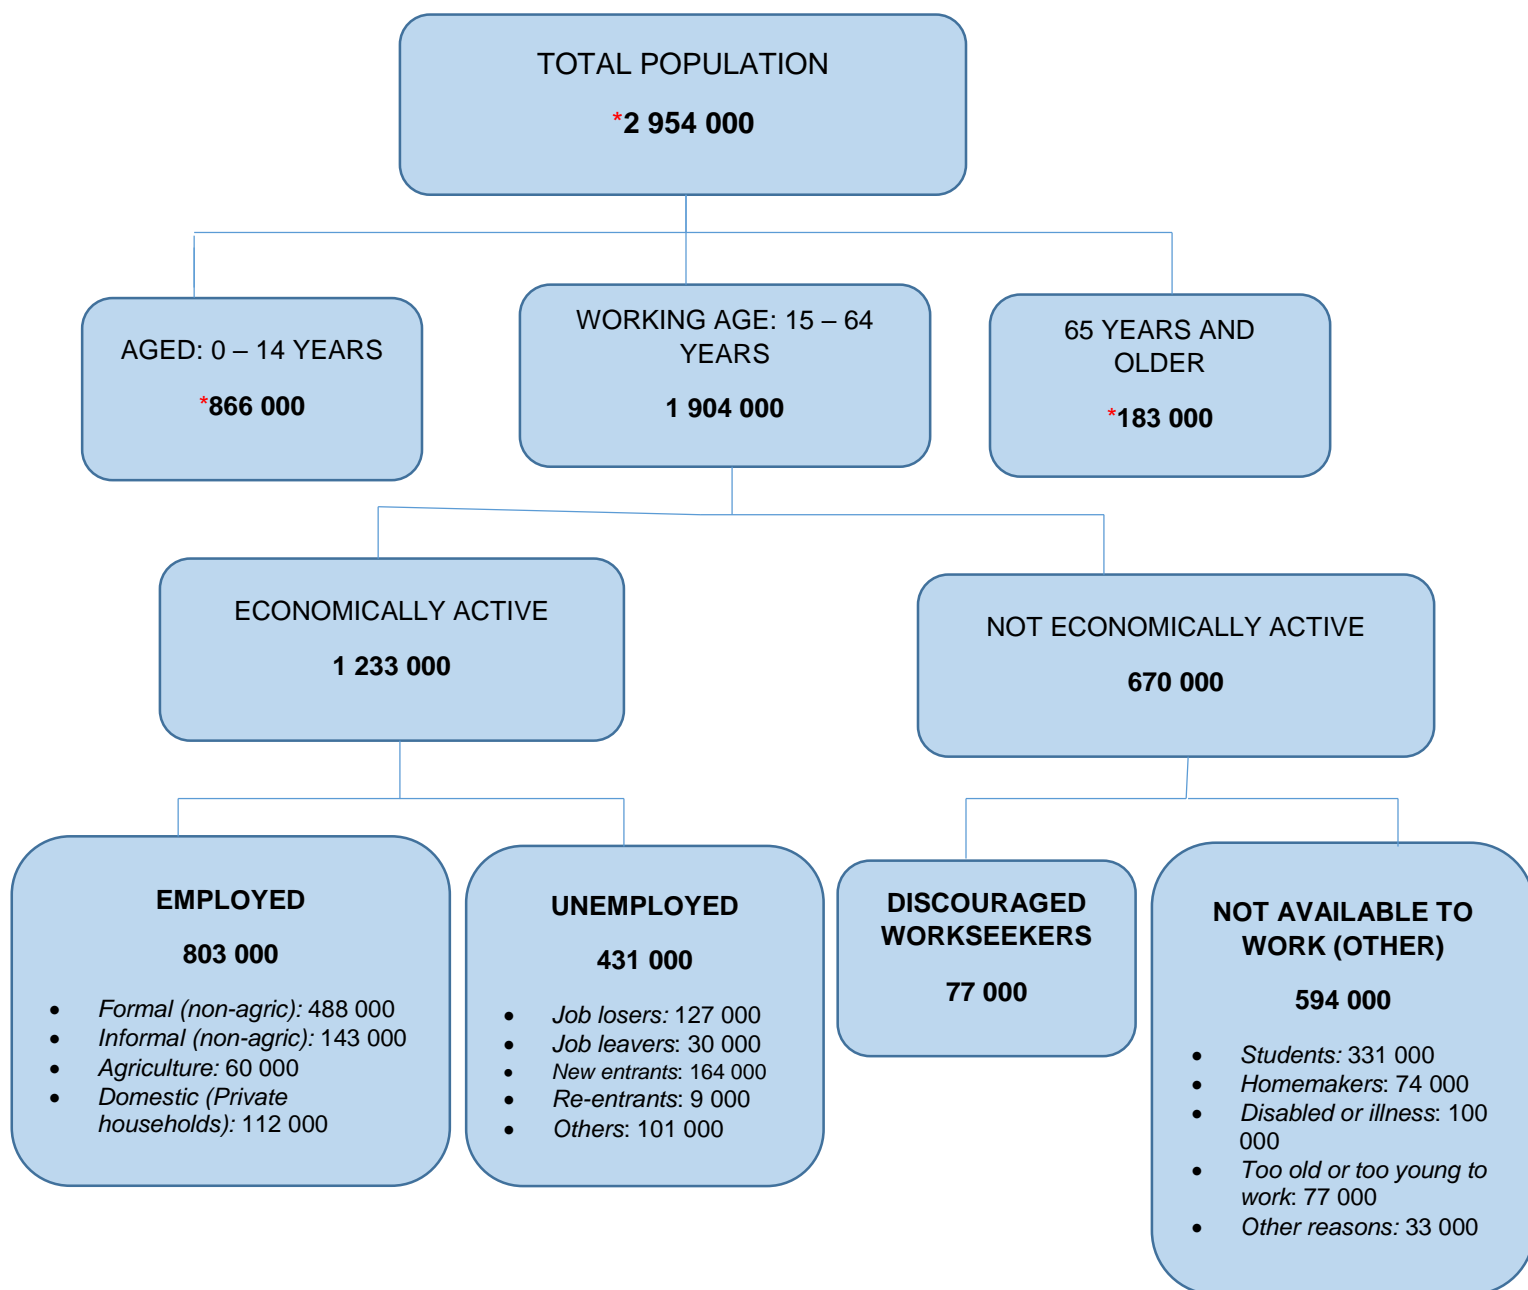 TOTAL POPULATION
*2 954 000
AGED: 0 – 14 YEARS
*866 000
WORKING AGE: 15 – 64
YEARS
1 904 000
65 YEARS AND
OLDER
*183 000
ECONOMICALLY ACTIVE
1 233 000
NOT ECONOMICALLY ACTIVE
670 000
EMPLOYED
803 000
• Formal (non-agric): 488 000
• Informal (non-agric): 143 000
• Agriculture: 60 000
• Domestic (Private
households): 112 000
UNEMPLOYED
431 000
• Job losers: 127 000
• Job leavers: 30 000
• New entrants: 164 000
• Re-entrants: 9 000
• Others: 101 000
DISCOURAGED
WORKSEEKERS
77 000
NOT AVAILABLE TO
WORK (OTHER)
594 000
• Students: 331 000
• Homemakers: 74 000
• Disabled or illness: 100
000
• Too old or too young to
work: 77 000
• Other reasons: 33 000